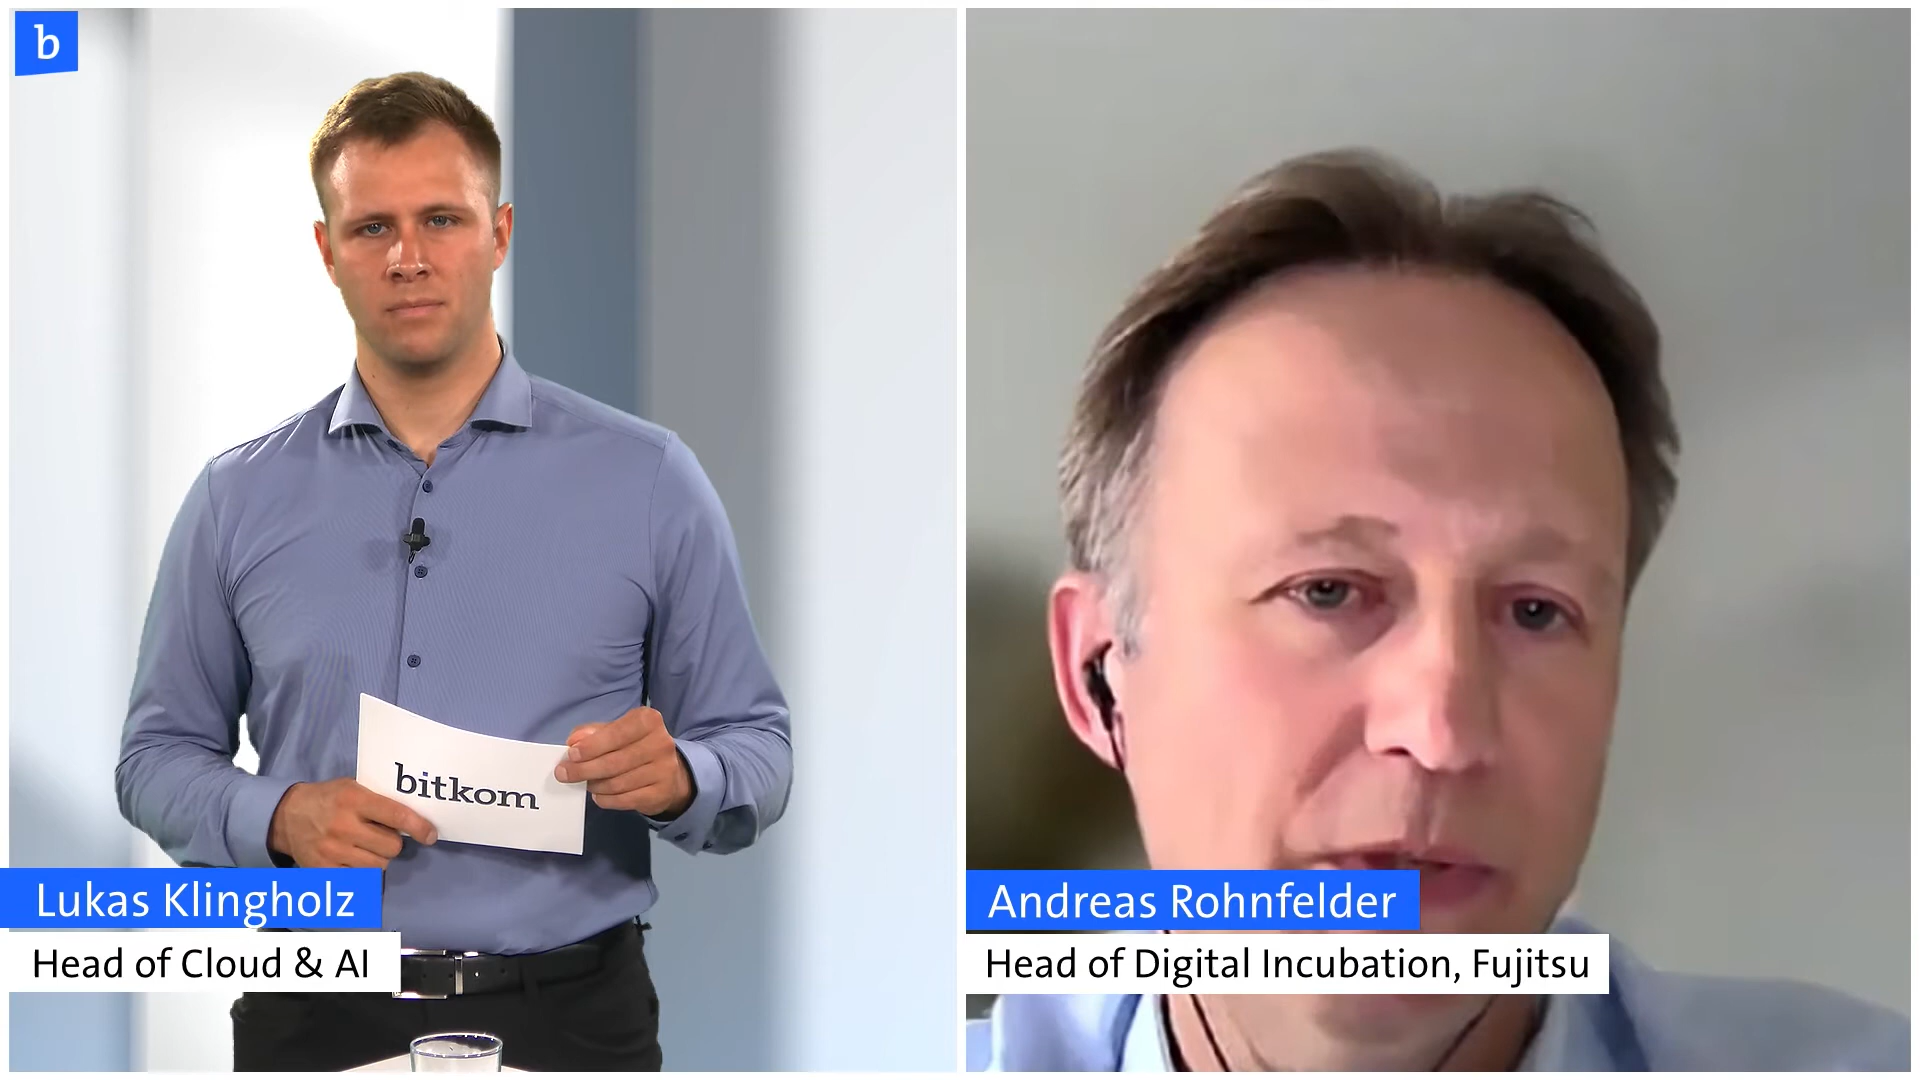 b
bitkom
Lukas Klingholz
Head of Cloud & AI
Andreas Rohnfelder
Head of Digital Incubation, Fujitsu